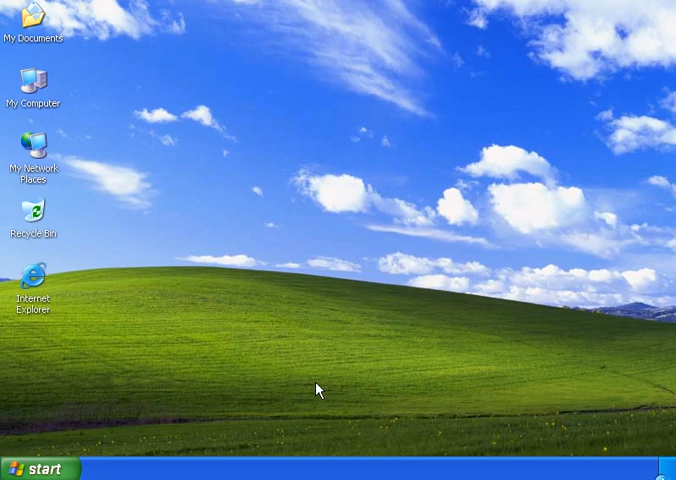 My Documents
My Computer
My Network
Places
Recycle Bin
Internet
Explorer
start